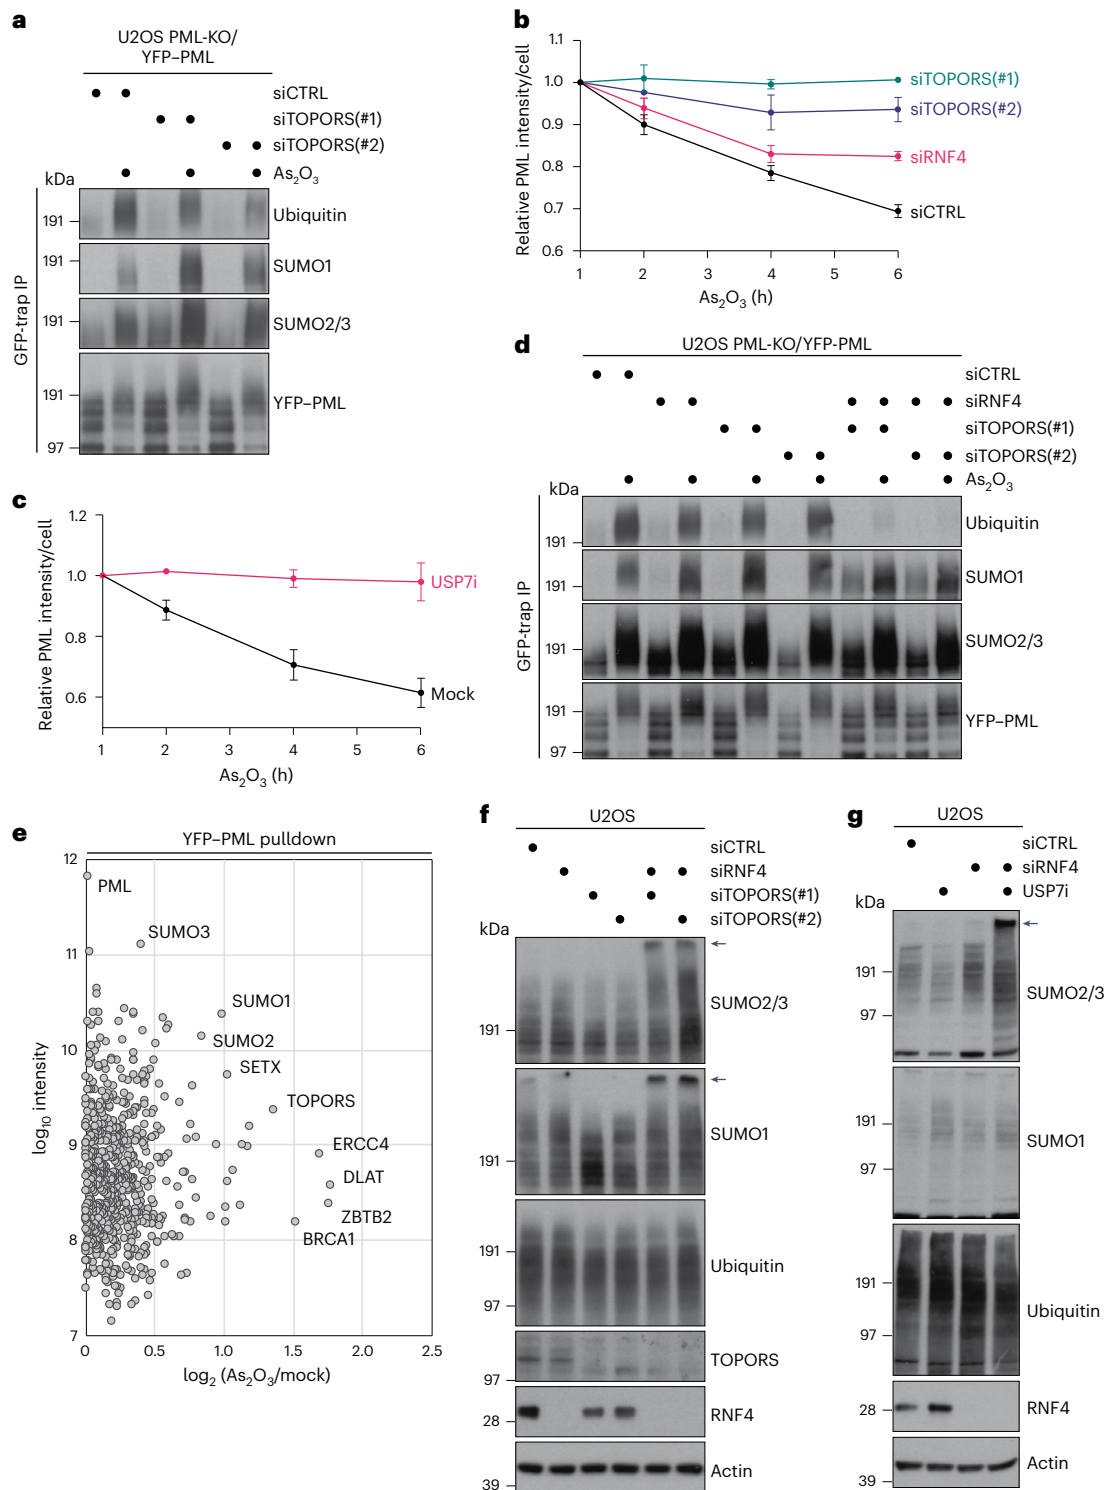 a
U2OS PML-KO/
YFP–PML
siCTRL
siTOPORS(#1)
siTOPORS(#2)
As2O3
kDa
191
Ubiquitin
191
SUMO1
191
SUMO2/3
191
YFP–PML
97
GFP-trap IP
b
Relative PML intensity/cell
1.1
1.0
0.9
0.8
0.7
0.6
siTOPORS(#1)
siTOPORS(#2)
siRNF4
siCTRL
1 2 3 4 5 6
As2O3 (h)
c
Relative PML intensity/cell
1.2
1.0
0.8
0.6
USP7i
Mock
1 2 3 4 5 6
As2O3 (h)
d
U2OS PML-KO/YFP-PML
siCTRL
siRNF4
siTOPORS(#1)
siTOPORS(#2)
As2O3
kDa
Ubiquitin
191
SUMO1
191
SUMO2/3
191
191
YFP–PML
97
GFP-trap IP
e
YFP–PML pulldown
log10 intensity
12
11
10
9
8
7
PML
SUMO3
SUMO1
SUMO2
SETX
TOPORS
ERCC4
DLAT
ZBTB2
BRCA1
0 0.5 1.0 1.5 2.0 2.5
log2 (As2O3/mock)
f
U2OS
siCTRL
siRNF4
siTOPORS(#1)
siTOPORS(#2)
kDa
SUMO2/3
191
SUMO1
191
191
Ubiquitin
97
TOPORS
97
RNF4
28
Actin
39
g
U2OS
siCTRL
siRNF4
USP7i
kDa
191
SUMO2/3
97
191
SUMO1
97
191
Ubiquitin
97
28
RNF4
Actin
39